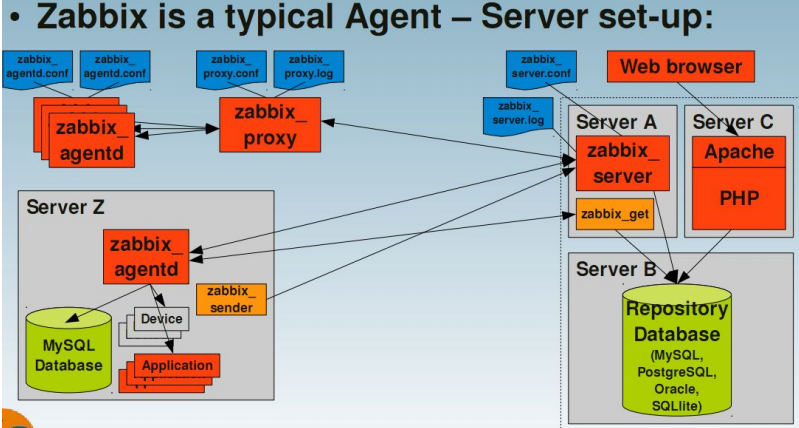 • Zabbix is a typical Agent – Server set-up:
zabbix_
agentd.conf
zabbix_
agentd.conf
zabbix_
proxy.conf
zabbix_
proxy.log
zabbix_
server.conf
Web browser
zabbix_
server.log
zabbix_
agentd
zabbix_
proxy
Server A
zabbix_
server
zabbix_get
Server C
Apache
PHP
Server Z
zabbix_
agentd
zabbix_
sender
MySQL
Database
Device
Application
Server B
Repository
Database
(MySQL,
PostgreSQL,
Oracle,
SQLlite)